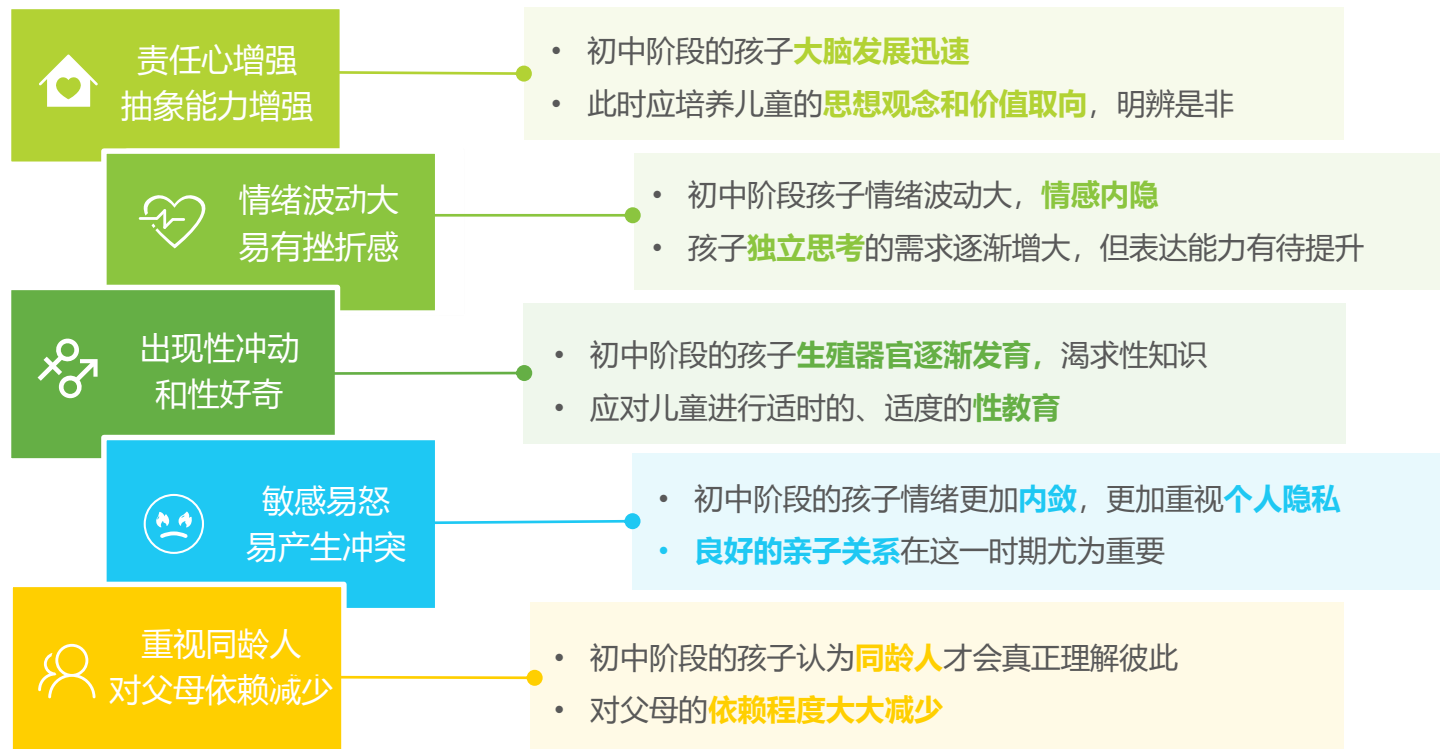 责任心增强
抽象能力增强
• 初中阶段的孩子大脑发展迅速
• 此时应培养儿童的思想观念和价值取向，明辨是非
情绪波动大
易有挫折感
• 初中阶段孩子情绪波动大，情感内隐
• 孩子独立思考的需求逐渐增大，但表达能力有待提升
出现性冲动
和性好奇
• 初中阶段的孩子生殖器官逐渐发育，渴求性知识
• 应对儿童进行适时的、适度的性教育
敏感易怒
易产生冲突
• 初中阶段的孩子情绪更加内敛，更加重视个人隐私
• 良好的亲子关系在这一时期尤为重要
重视同龄人
对父母依赖减少
• 初中阶段的孩子认为同龄人才会真正理解彼此
• 对父母的依赖程度大大减少